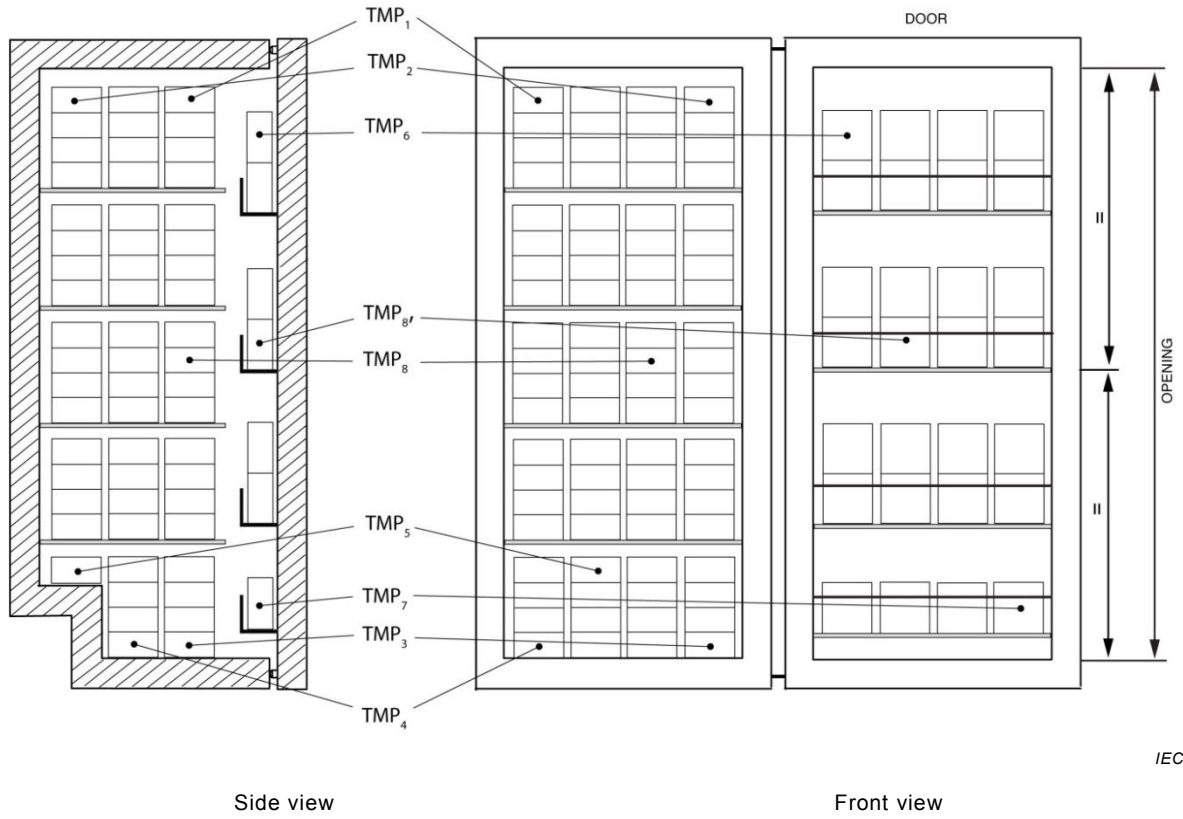 TMP₁
DOOR
TMP₂
TMP₆
II
TMP₈,
TMP₈
OPENING
II
TMP₅
TMP₇
TMP₃
TMP₄
IEC
Side view
Front view